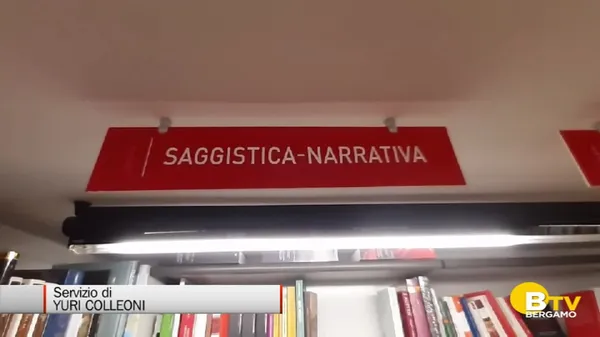 SAGGISTICA-NARRATIVA
Servizio di
YURI COLLEONI
BTV
BERGAMO